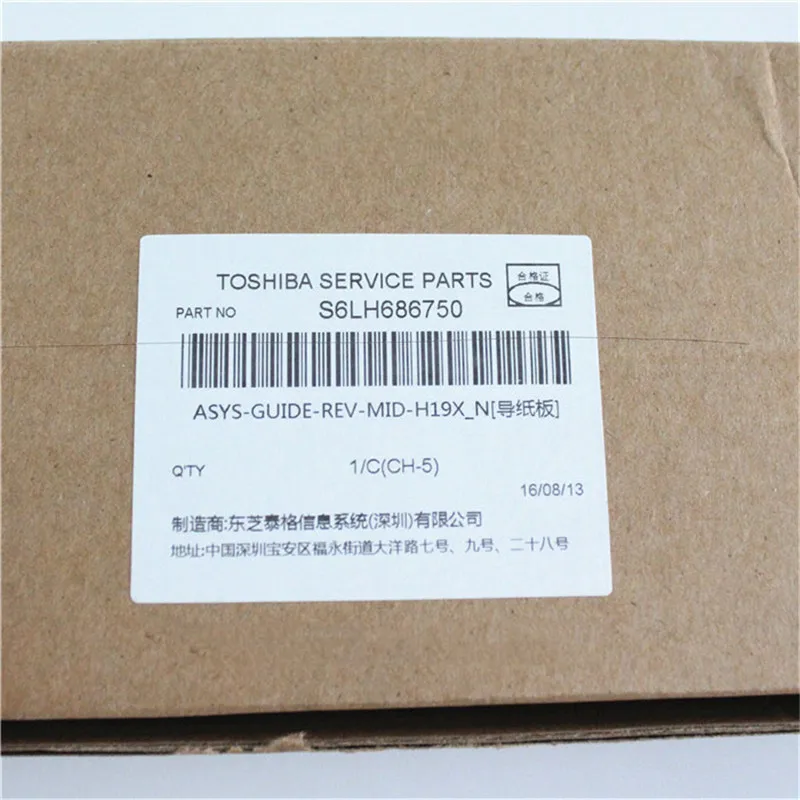 TOSHIBA SERVICE PARTS
合格证
合格
PART NO S6LH686750
ASYS-GUIDE-REV-MID-H19X_N[导纸板]
Q'TY 1/C(CH-5)
16/08/13
制造商:东芝泰格信息系统(深圳)有限公司
地址:中国深圳宝安区福永街道大洋路七号、九号、二十八号